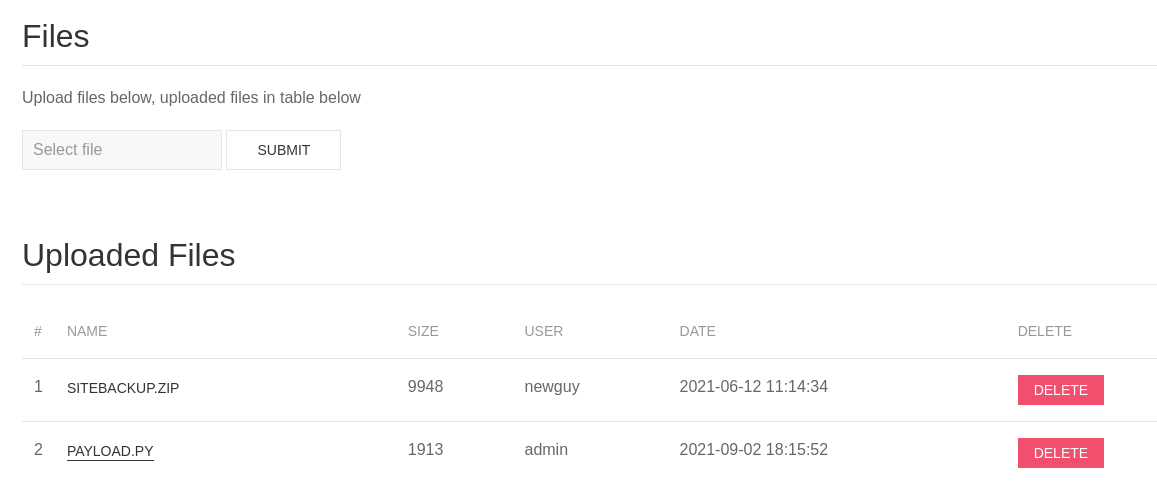 Files
Upload files below, uploaded files in table below
Select file SUBMIT
Uploaded Files
# NAME SIZE USER DATE DELETE
1 SITEBACKUP.ZIP 9948 newguy 2021-06-12 11:14:34 DELETE
2 PAYLOAD.PY 1913 admin 2021-09-02 18:15:52 DELETE